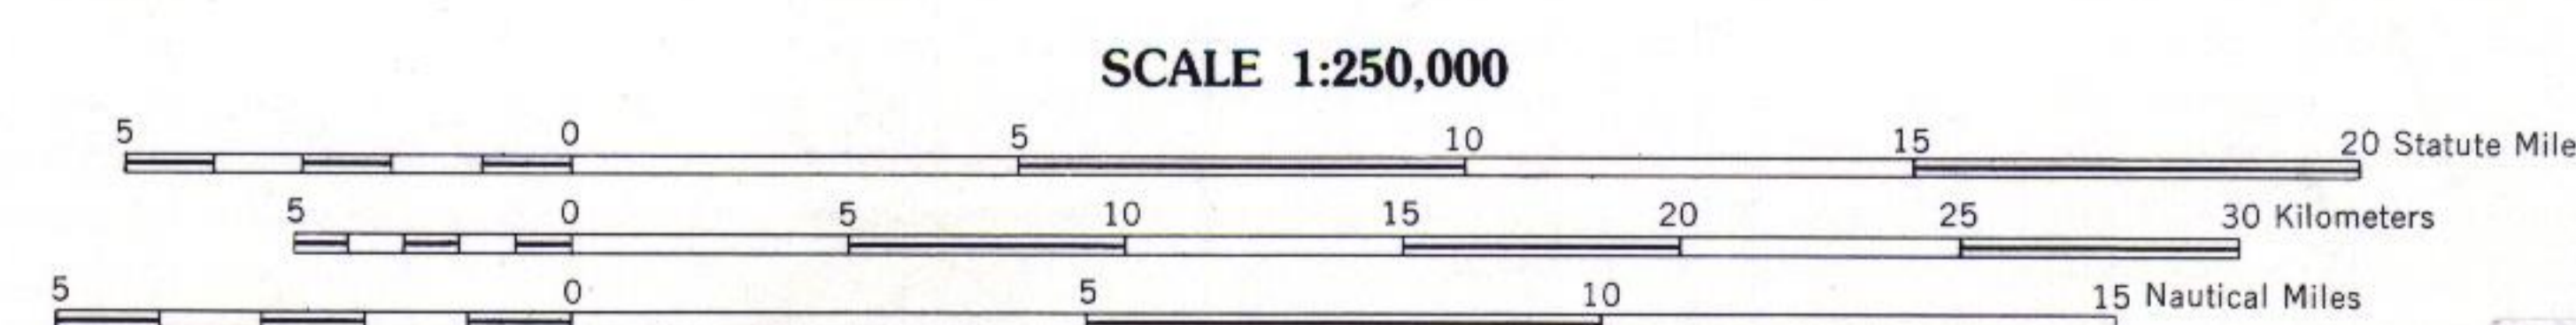 SCALE 1:250,000
5 0 5 10 15 20 Statute Mile
5 0 5 10 15 20 25 30 Kilometers
5 0 5 10 15 Nautical Miles